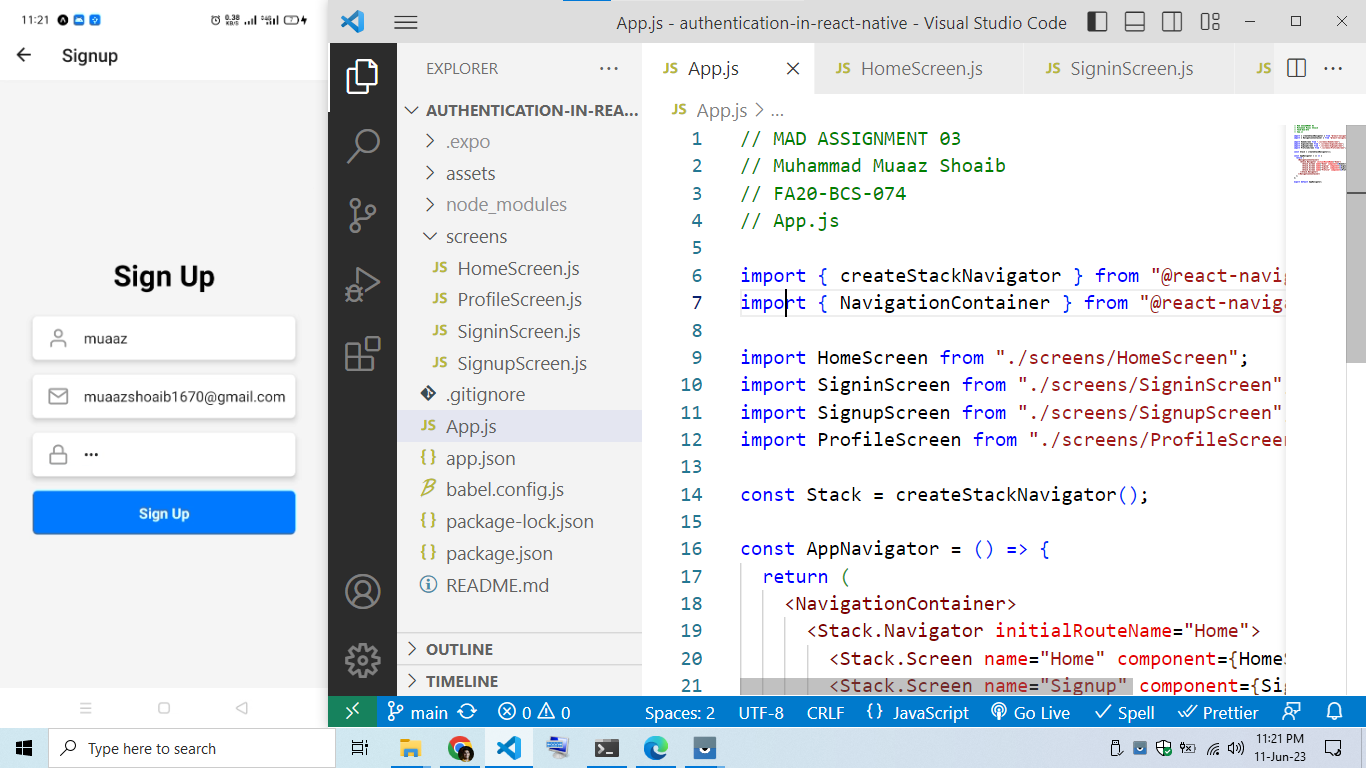 11:21
0.38
KB/S
7
Signup
Sign Up
muaaz
muaazshoaib1670@gmail.com
Sign Up
App.js - authentication-in-react-native - Visual Studio Code
EXPLORER
AUTHENTICATION-IN-REA...
.expo
assets
node_modules
screens
JS HomeScreen.js
JS ProfileScreen.js
JS SigninScreen.js
JS SignupScreen.js
.gitignore
JS App.js
{} app.json
babel.config.js
{} package-lock.json
{} package.json
README.md
OUTLINE
TIMELINE
JS App.js
JS HomeScreen.js
JS SigninScreen.js
JS
JS App.js > ...
1 // MAD ASSIGNMENT 03
2 // Muhammad Muaaz Shoaib
3 // FA20-BCS-074
4 // App.js
5
6 import { createStackNavigator } from "@react-navig
7 import { NavigationContainer } from "@react-naviga
8
9 import HomeScreen from "./screens/HomeScreen";
10 import SigninScreen from "./screens/SigninScreen"
11 import SignupScreen from "./screens/SignupScreen"
12 import ProfileScreen from "./screens/ProfileScreen
13
14 const Stack = createStackNavigator();
15
16 const AppNavigator = () => {
17 return (
18 <NavigationContainer>
19 <Stack.Navigator initialRouteName="Home">
20 <Stack.Screen name="Home" component={HomeS
21 <Stack.Screen name="Signup" component={Sig
main 0 0 Spaces: 2 UTF-8 CRLF {} JavaScript Go Live Spell Prettier
Type here to search
11:21 PM
11-Jun-23